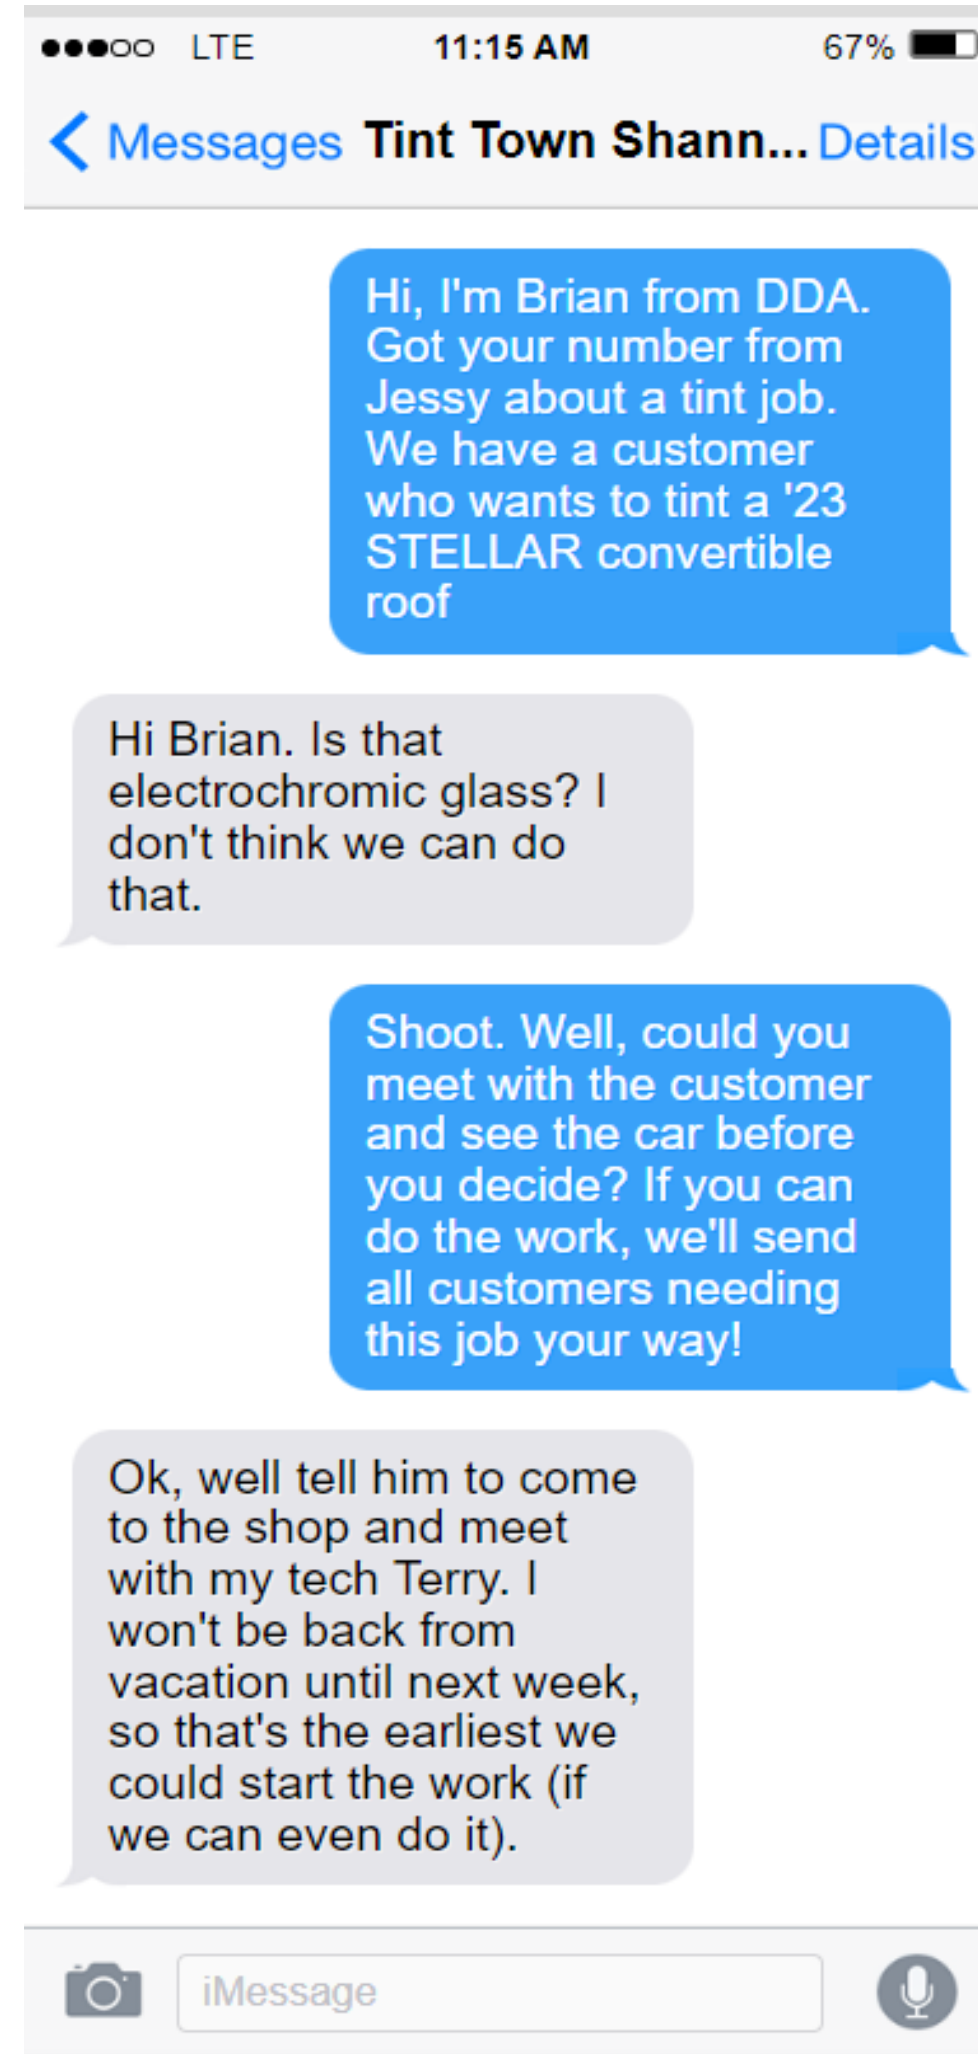 LTE 11:15 AM 67%
Messages Tint Town Shann... Details
Hi, I'm Brian from DDA.
Got your number from
Jessy about a tint job.
We have a customer
who wants to tint a '23
STELLAR convertible
roof
Hi Brian. Is that
electrochromic glass? I
don't think we can do
that.
Shoot. Well, could you
meet with the customer
and see the car before
you decide? If you can
do the work, we'll send
all customers needing
this job your way!
Ok, well tell him to come
to the shop and meet
with my tech Terry. I
won't be back from
vacation until next week,
so that's the earliest we
could start the work (if
we can even do it).
iMessage